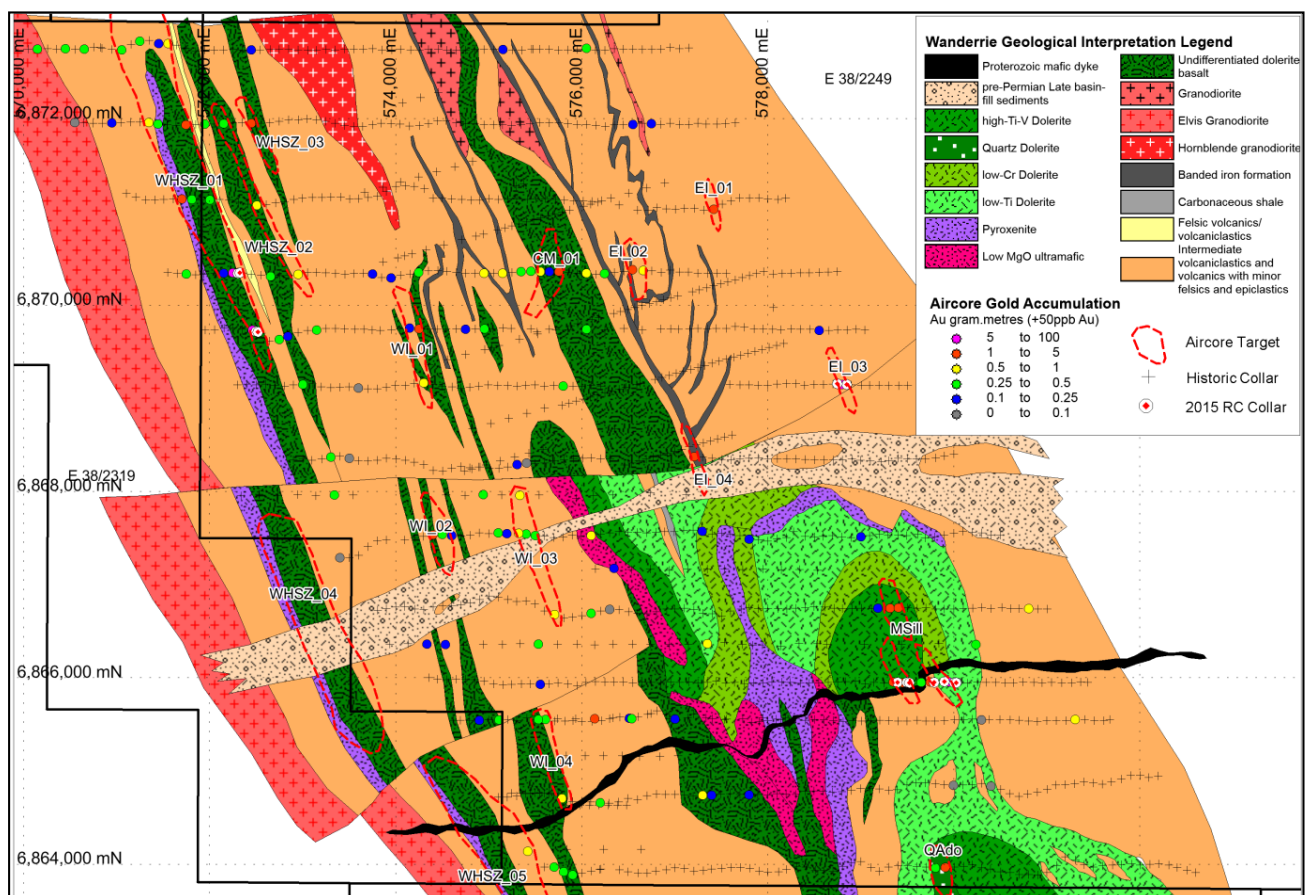 570,000 mE
572,000 mE
574,000 mE
576,000 mE
578,000 mE
E 38/2249
6,872,000 mN
WHSZ_03
WHSZ_01
EI_01
WHSZ_02
CM_01
EI_02
6,870,000 mN
WI_01
EI_03
E 38/2319
6,868,000 mN
EI_04
WI_02
WI_03
WHSZ_04
MSill
6,866,000 mN
WI_04
6,864,000 mN
WHSZ_05
QAdo
Wanderrie Geological Interpretation Legend
Proterozoic mafic dyke
pre-Permian Late basin-
fill sediments
high-Ti-V Dolerite
Quartz Dolerite
low-Cr Dolerite
low-Ti Dolerite
Pyroxenite
Low MgO ultramafic
Undifferentiated dolerite
basalt
Granodiorite
Elvis Granodiorite
Hornblende granodiorite
Banded iron formation
Carbonaceous shale
Felsic volcanics/
volcaniclastics
Intermediate
volcaniclastics and
volcanics with minor
felsics and epiclastics
Aircore Gold Accumulation
Au gram.metres (+50ppb Au)
5 to 100
1 to 5
0.5 to 1
0.25 to 0.5
0.1 to 0.25
0 to 0.1
Aircore Target
Historic Collar
2015 RC Collar